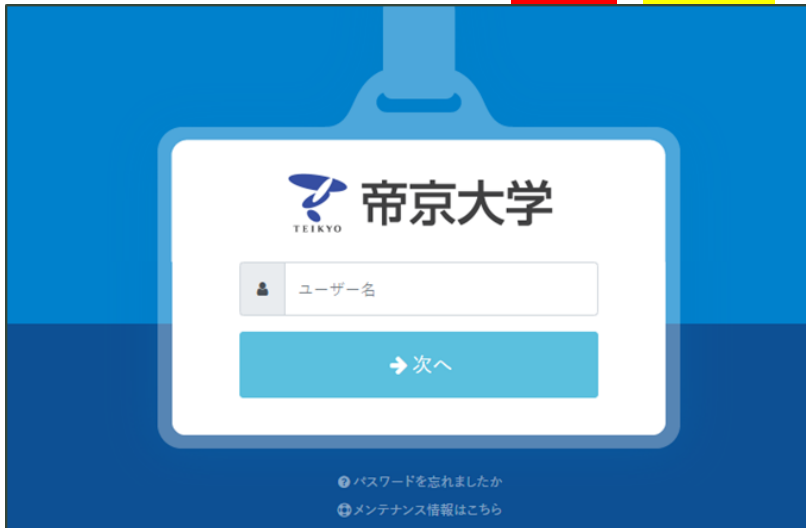 帝京大学
TEIKYO
ユーザー名
次へ
パスワードを忘れましたか
メンテナンス情報はこちら